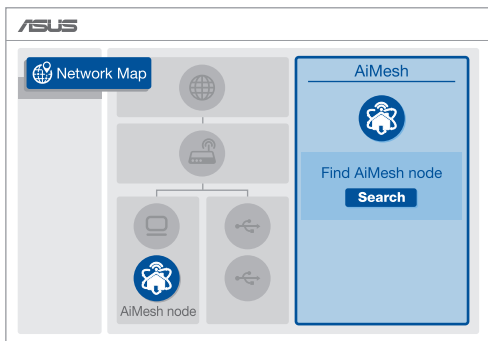 ASUS
Network Map
AiMesh node
AiMesh
Find AiMesh node
Search